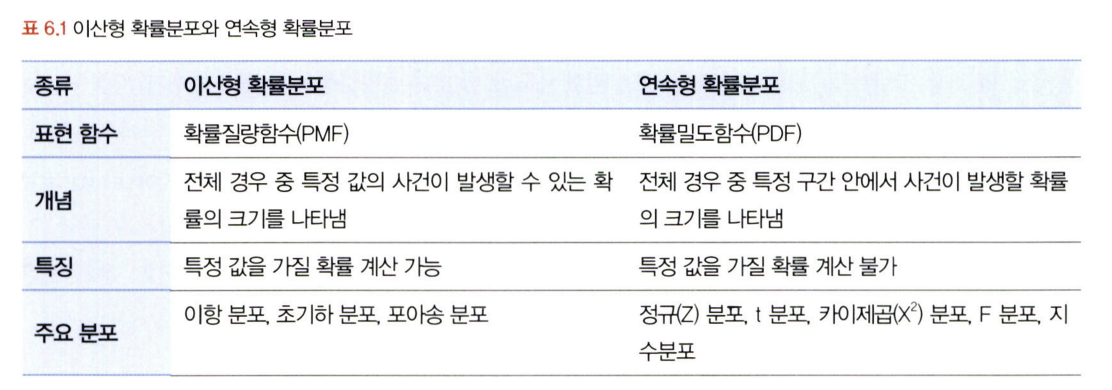 표 6.1 이산형 확률분포와 연속형 확률분포
종류 이산형 확률분포 연속형 확률분포
표현 함수 확률질량함수(PMF) 확률밀도함수(PDF)
개념 전체 경우 중 특정 값의 사건이 발생할 수 있는 확 전체 경우 중 특정 구간 안에서 사건이 발생할 확률
률의 크기를 나타냄 의 크기를 나타냄
특징 특정 값을 가질 확률 계산 가능 특정 값을 가질 확률 계산 불가
주요 분포 이항 분포, 초기하 분포, 포아송 분포 정규(Z) 분포, t 분포, 카이제곱(X²) 분포, F 분포, 지
수분포